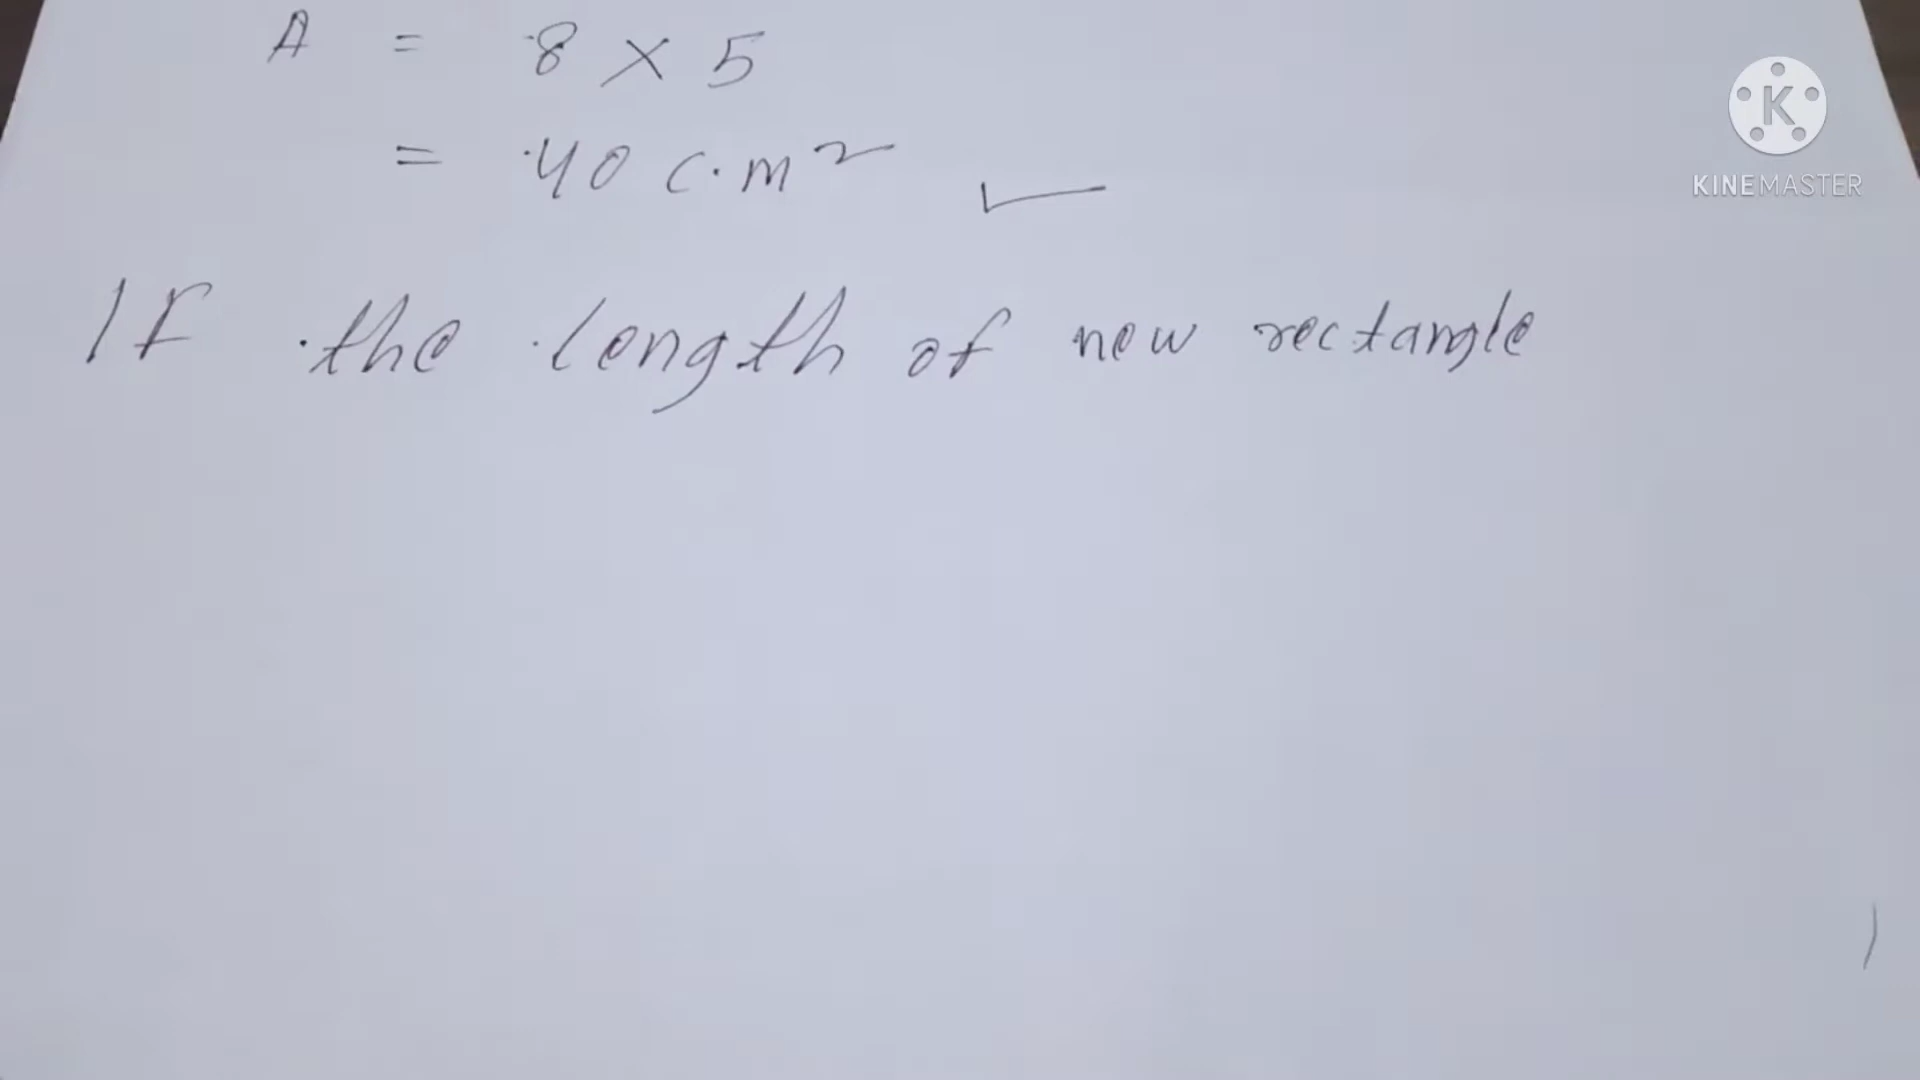 A = 8 × 5
= 40 c.m²
If the length of new rectangle
K
KINEMASTER